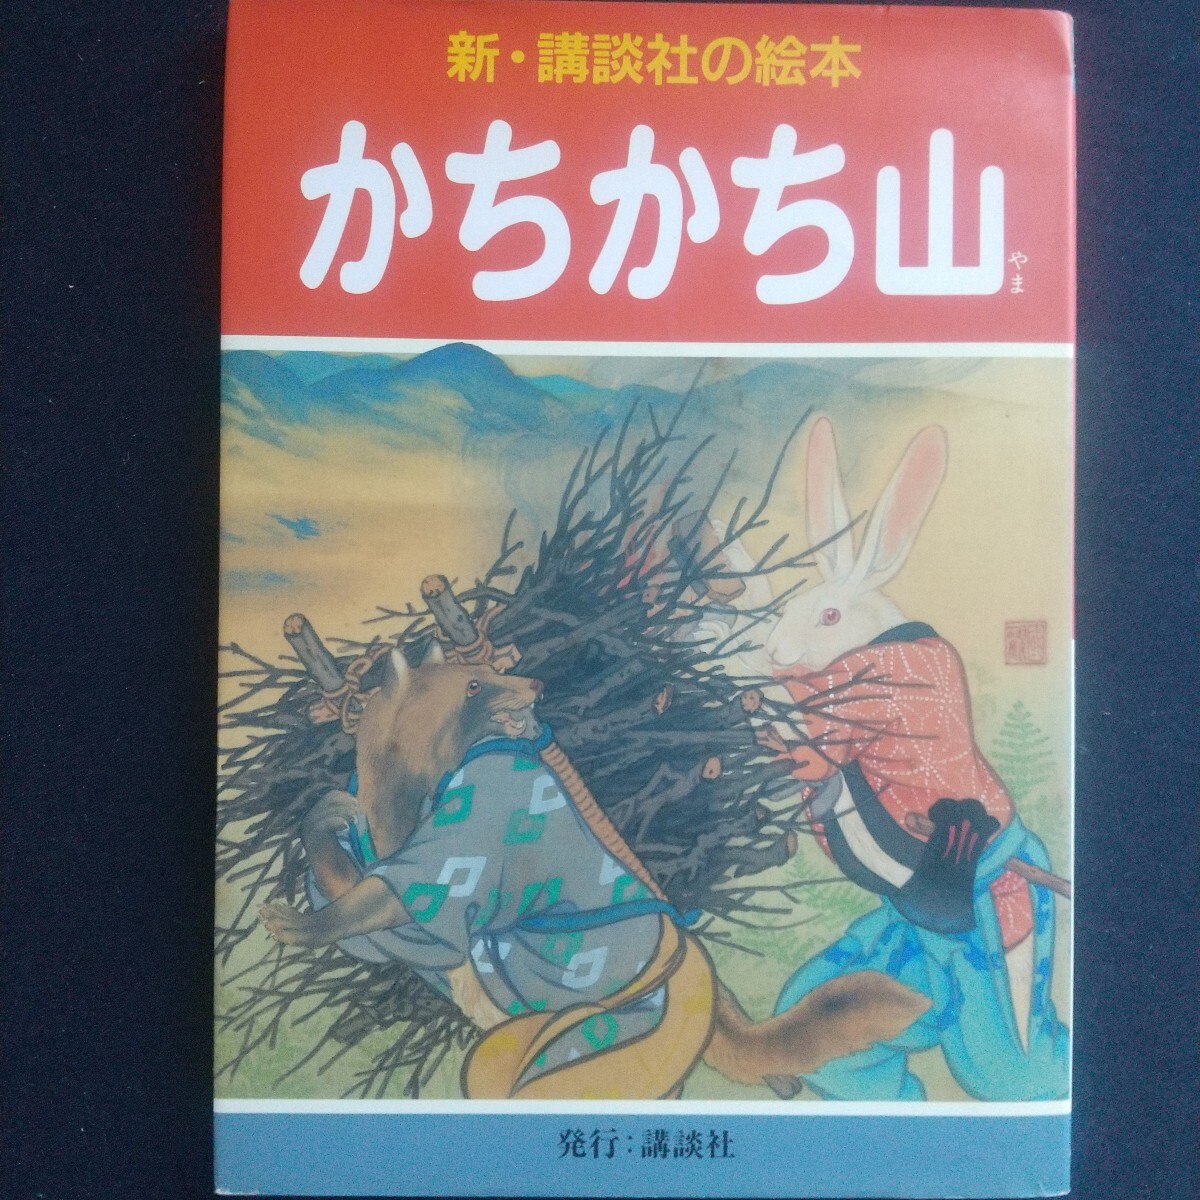 新・講談社の絵本
かちかち山
やま
発行：講談社